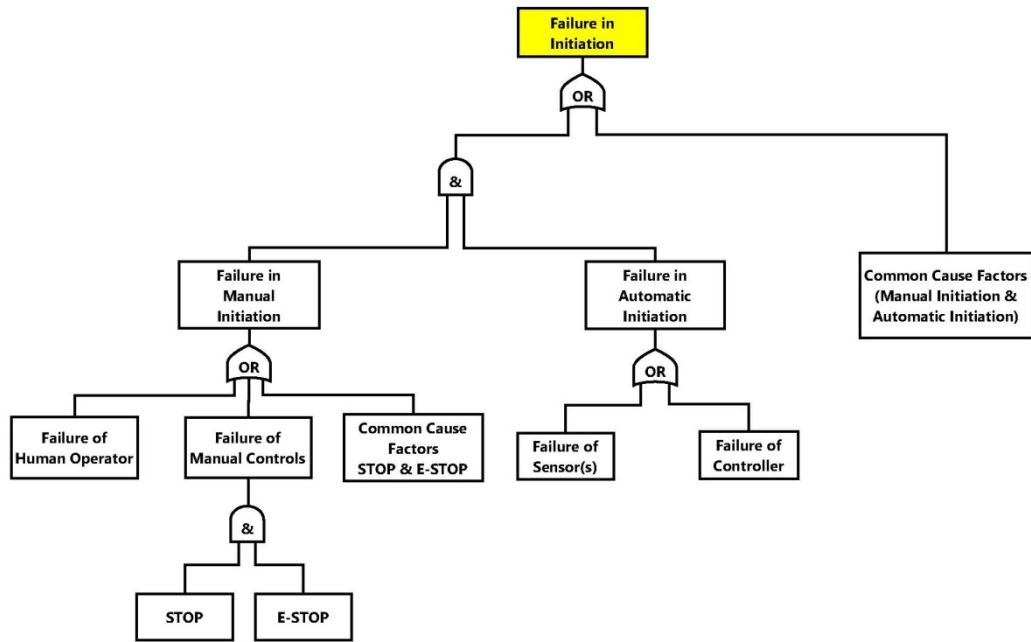 Failure in
Initiation
OR
&
Failure in
Manual
Initiation
Failure in
Automatic
Initiation
Common Cause Factors
(Manual Initiation &
Automatic Initiation)
OR
OR
Failure of
Human Operator
Failure of
Manual Controls
Common Cause
Factors
STOP & E-STOP
Failure of
Sensor(s)
Failure of
Controller
&
STOP
E-STOP